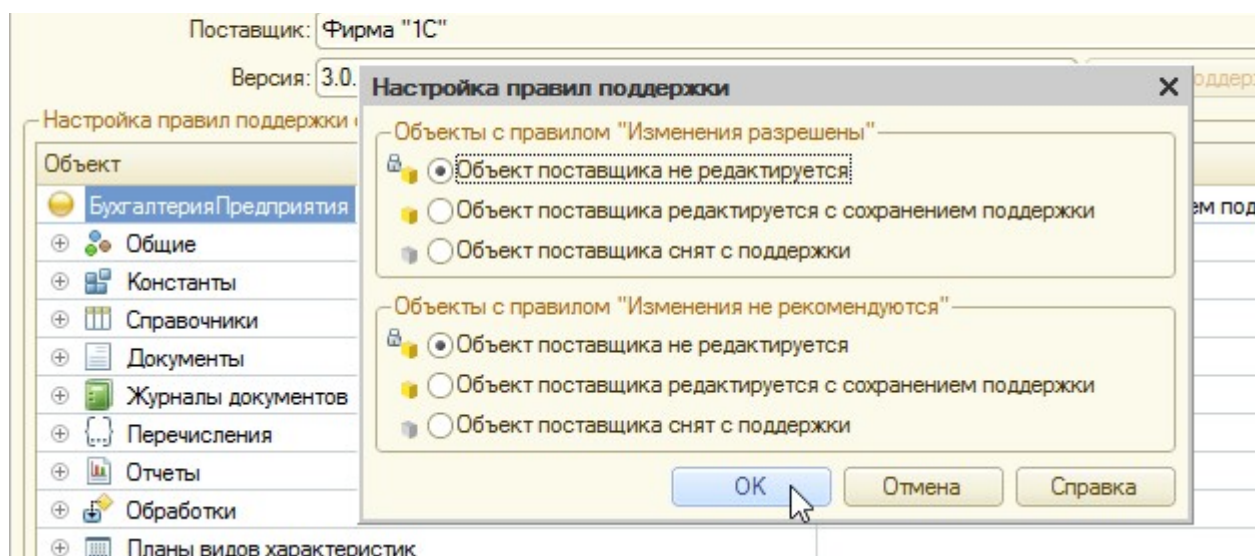 Поставщик: Фирма "1С"
Версия: 3.0.
Настройка правил поддержки
Настройка правил поддержки
Объекты с правилом "Изменения разрешены"
Объект поставщика не редактируется
Объект поставщика редактируется с сохранением поддержки
Объект поставщика снят с поддержки
Объекты с правилом "Изменения не рекомендуются"
Объект поставщика не редактируется
Объект поставщика редактируется с сохранением поддержки
Объект поставщика снят с поддержки
OK Отмена Справка
Объект
БухгалтерияПредприятия
Общие
Константы
Справочники
Документы
Журналы документов
Перечисления
Отчеты
Обработки
Планы видов характеристик